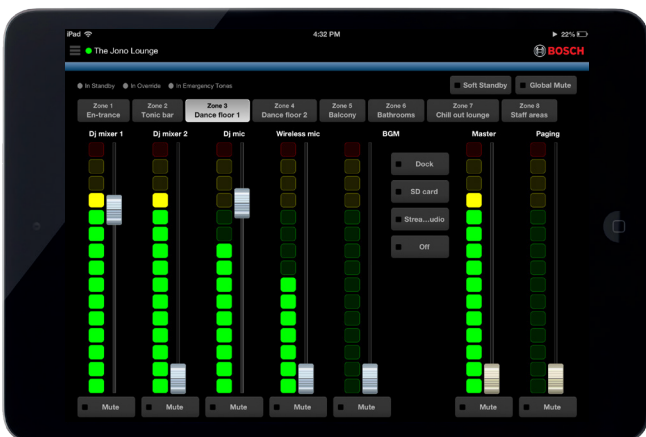 iPad 4:32 PM 22%
The Jono Lounge BOSCH
In Standby In Override In Emergency Tones Soft Standby Global Mute
Zone 1 Zone 2 Zone 3 Zone 4 Zone 5 Zone 6 Zone 7 Zone 8
En-trance Tonic bar Dance floor 1 Dance floor 2 Balcony Bathrooms Chill out lounge Staff areas
Dj mixer 1 Dj mixer 2 Dj mic Wireless mic BGM Master Paging
Dock
SD card
Strea...udio
Off
Mute Mute Mute Mute Mute Mute Mute